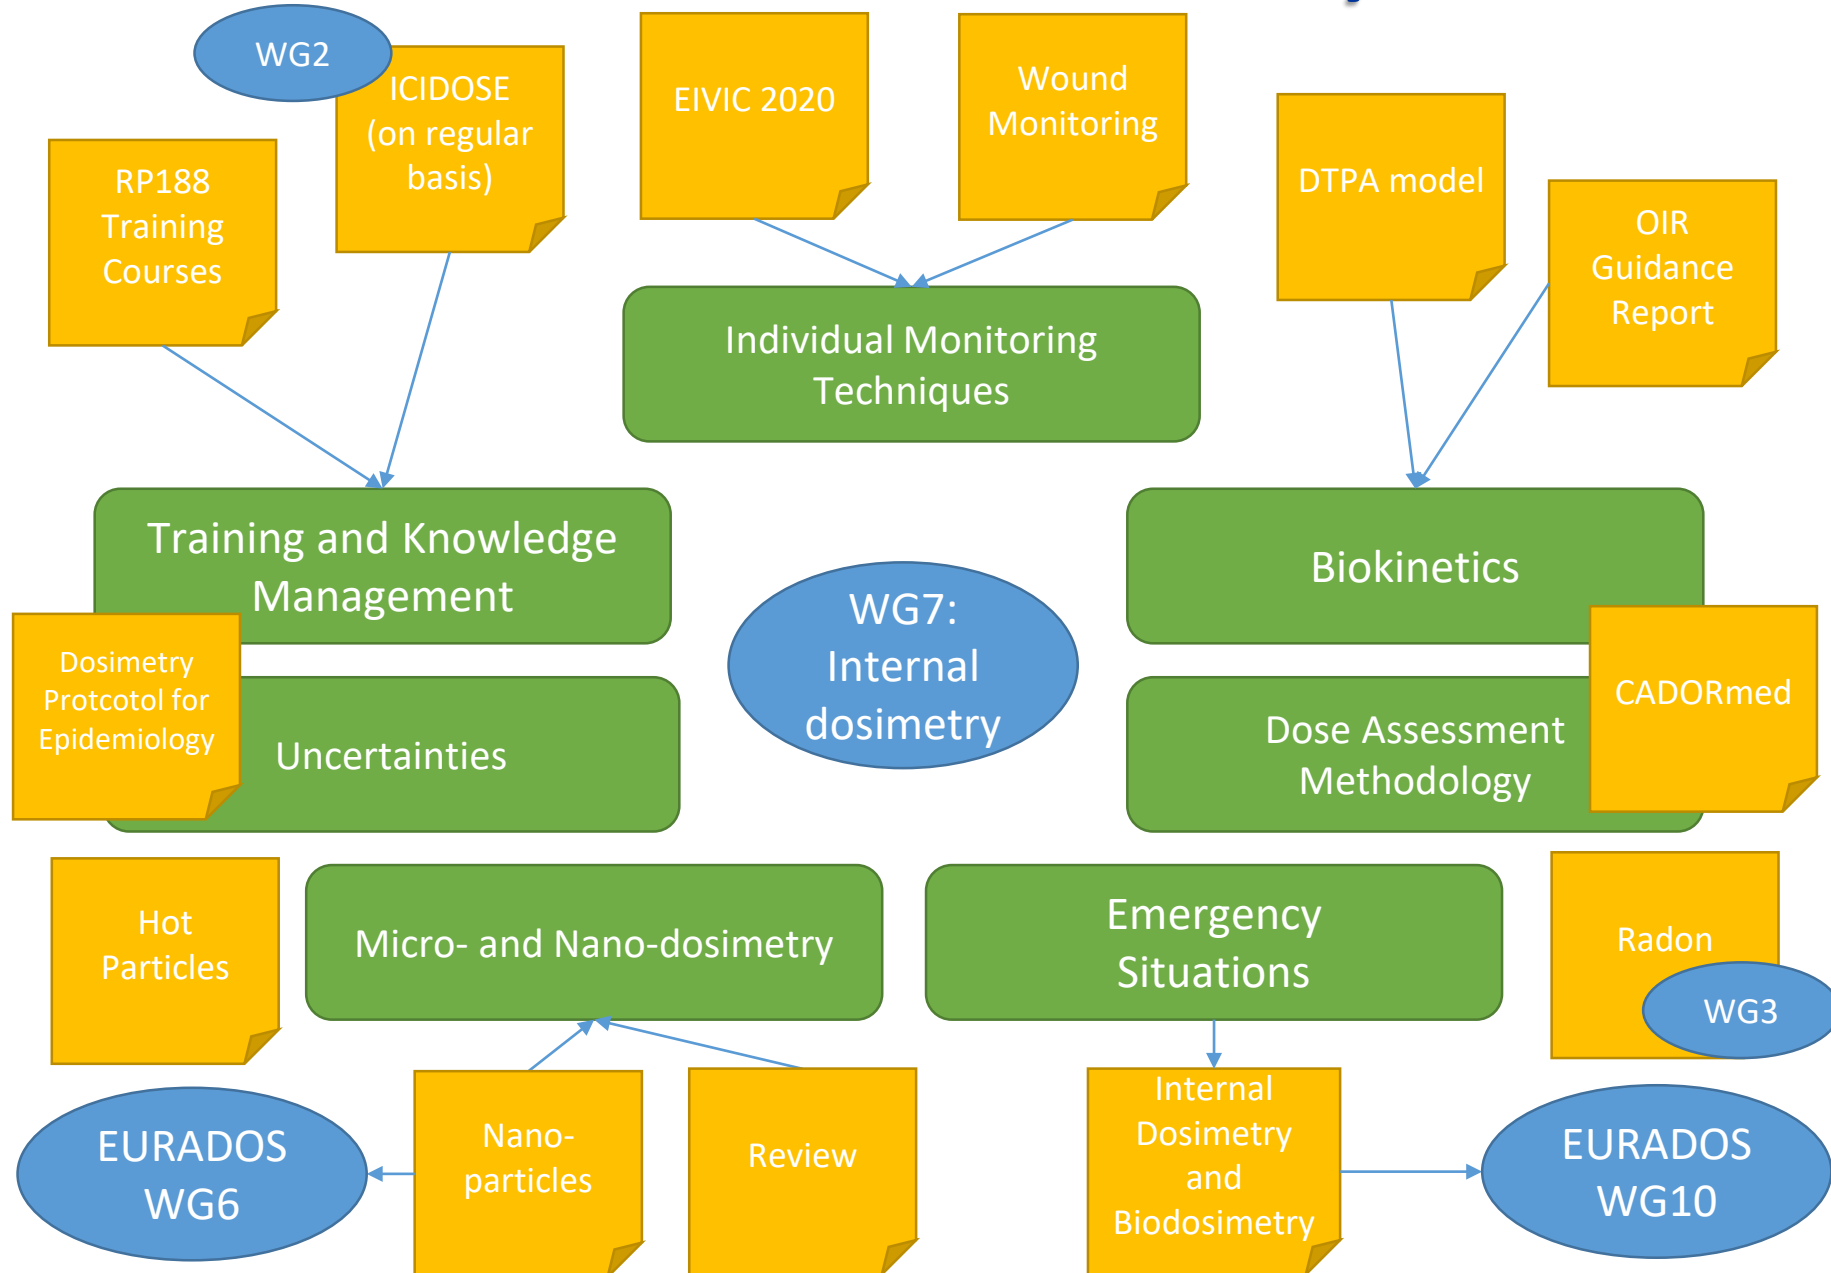 WG2
ICIDOSE
(on regular
basis)
EIVIC 2020
Wound
Monitoring
RP188
Training
Courses
DTPA model
OIR
Guidance
Report
Individual Monitoring
Techniques
Training and Knowledge
Management
Biokinetics
WG7:
Internal
dosimetry
Dosimetry
Protcotol for
Epidemiology
Uncertainties
Dose Assessment
Methodology
CADORmed
Hot
Particles
Micro- and Nano-dosimetry
Emergency
Situations
Radon
WG3
EURADOS
WG6
Nano-
particles
Review
Internal
Dosimetry
and
Biodosimetry
EURADOS
WG10